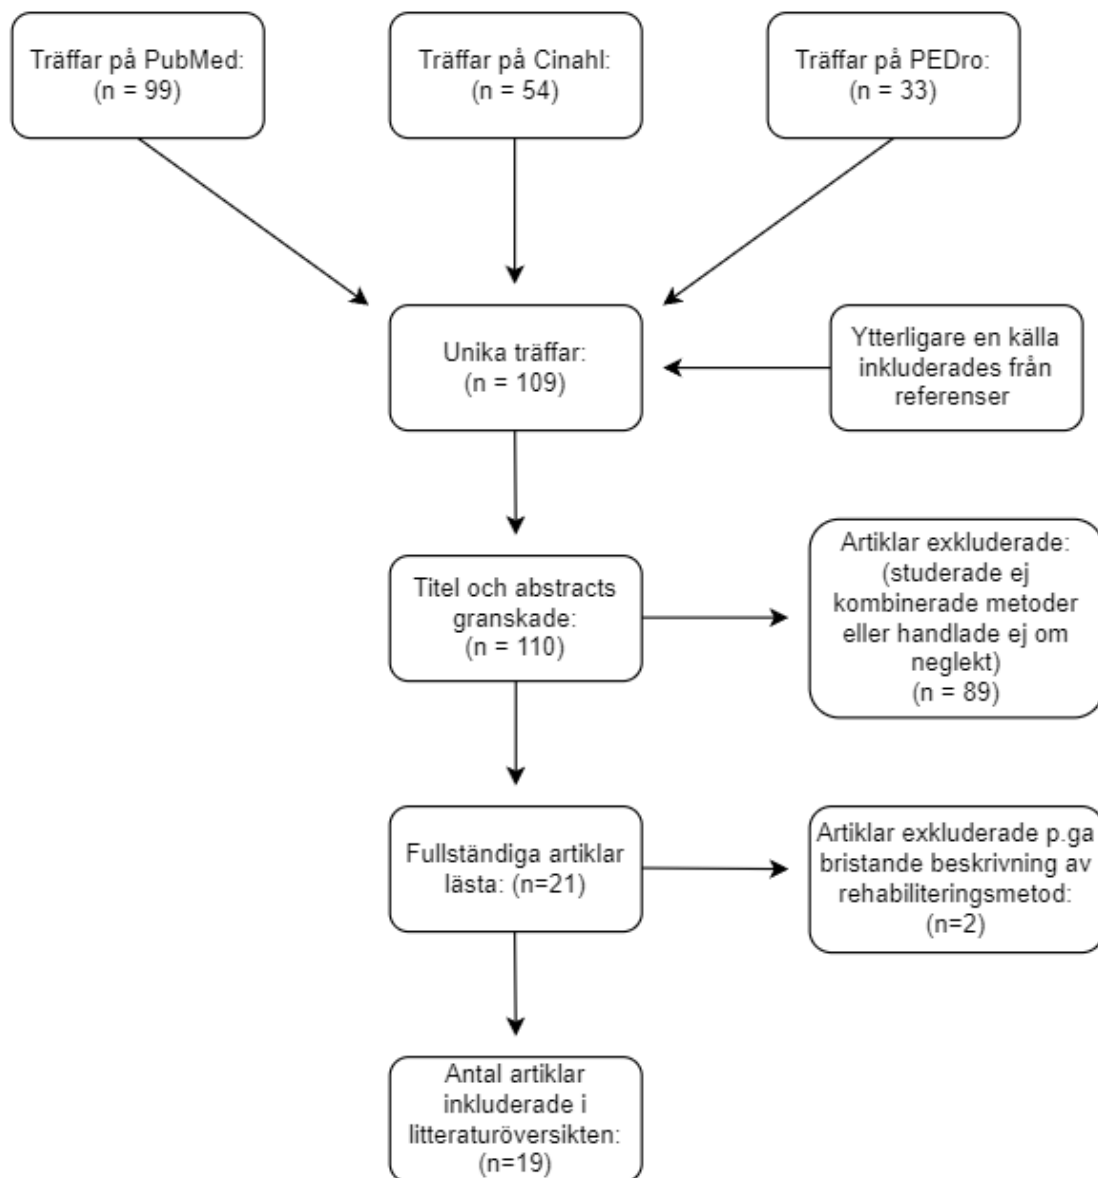 Träffar på PubMed:
(n = 99)
Träffar på Cinahl:
(n = 54)
Träffar på PEDro:
(n = 33)
Unika träffar:
(n = 109)
Ytterligare en källa
inkluderades från
referenser
Titel och abstracts
granskade:
(n = 110)
Artiklar exkluderade:
(studerade ej
kombinerade metoder
eller handlade ej om
neglekt)
(n = 89)
Fullständiga artiklar
lästa: (n=21)
Artiklar exkluderade p.ga
bristande beskrivning av
rehabiliteringsmetod:
(n=2)
Antal artiklar
inkluderade i
litteraturöversikten:
(n=19)